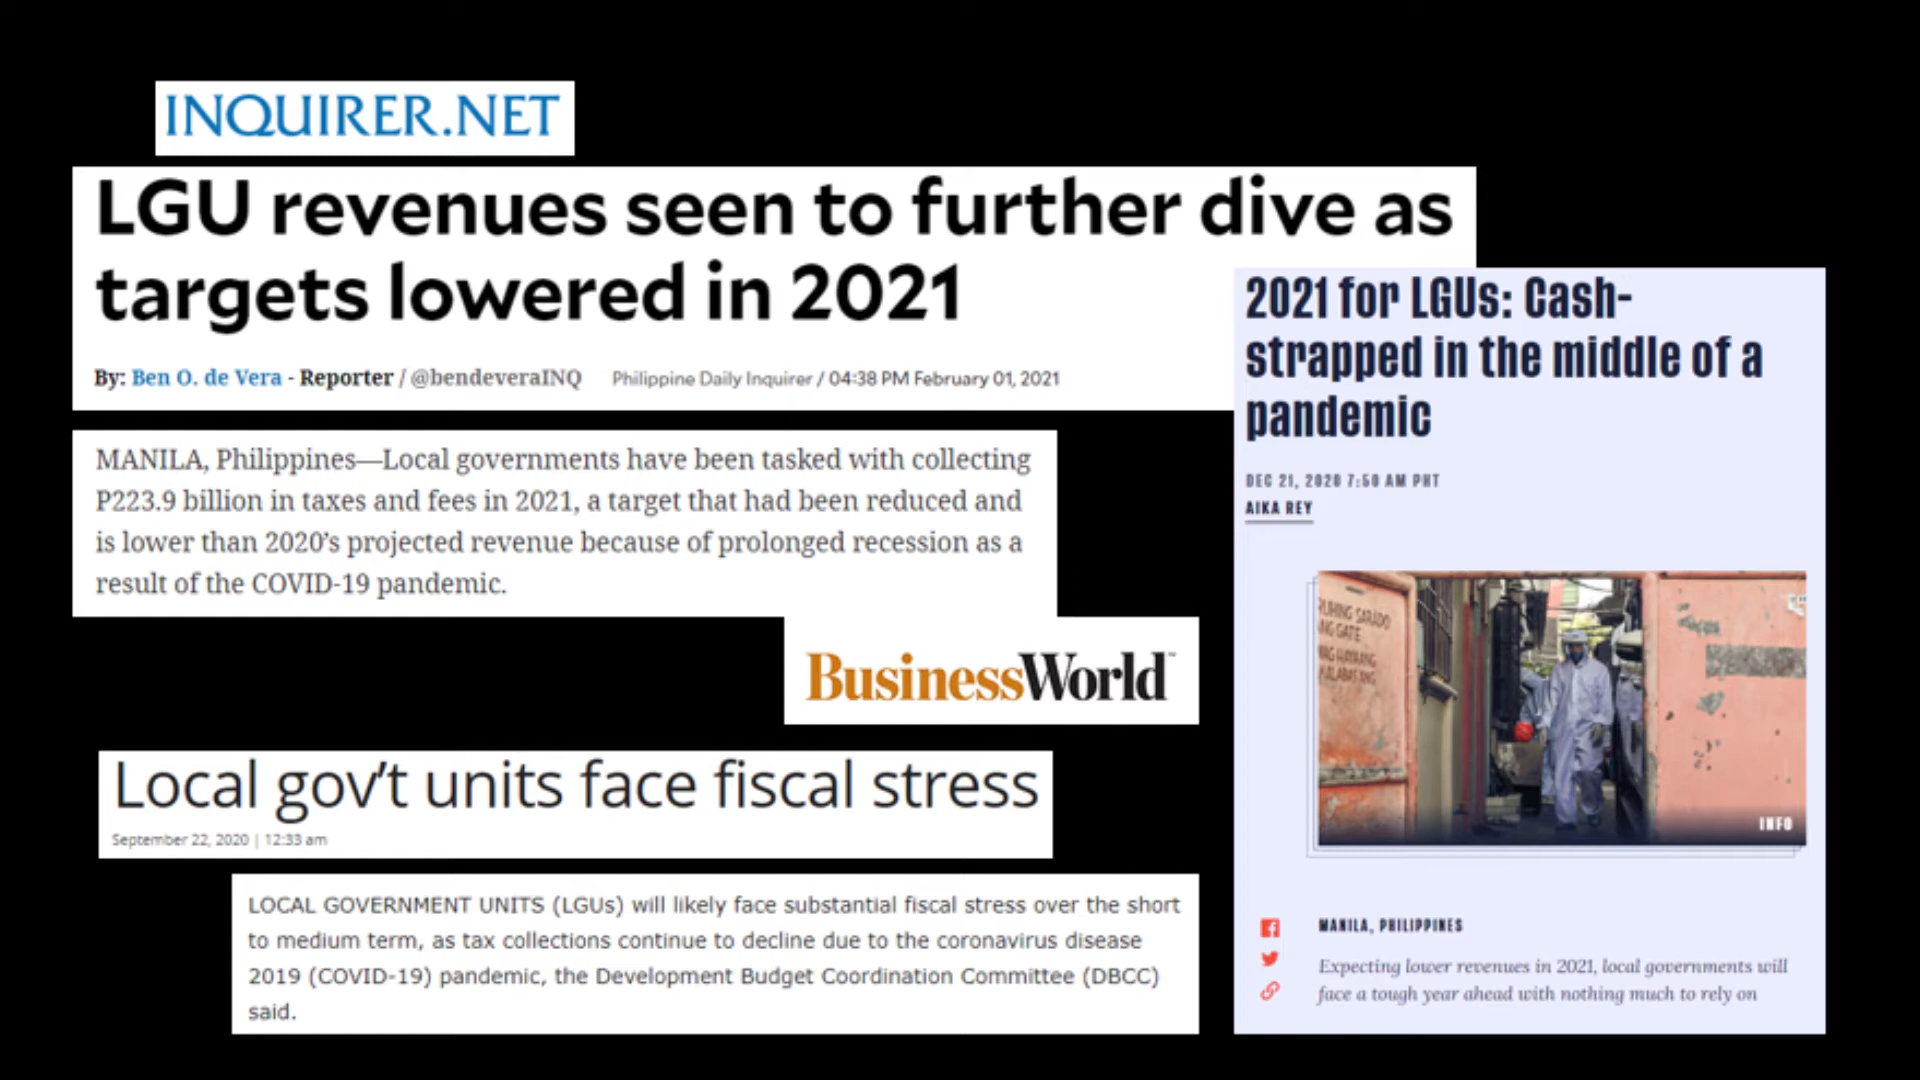 INQUIRER.NET
LGU revenues seen to further dive as
targets lowered in 2021
By: Ben O. de Vera - Reporter / @bendeveraINQ Philippine Daily Inquirer / 04:38 PM February 01, 2021
MANILA, Philippines—Local governments have been tasked with collecting
P223.9 billion in taxes and fees in 2021, a target that had been reduced and
is lower than 2020’s projected revenue because of prolonged recession as a
result of the COVID-19 pandemic.
BusinessWorld
Local gov’t units face fiscal stress
September 22, 2020 | 12:33 am
LOCAL GOVERNMENT UNITS (LGUs) will likely face substantial fiscal stress over the short
to medium term, as tax collections continue to decline due to the coronavirus disease
2019 (COVID-19) pandemic, the Development Budget Coordination Committee (DBCC)
said.
2021 for LGUs: Cash-
strapped in the middle of a
pandemic
DEC 21, 2020 7:50 AM PHT
AIKA REY
SARADO
NG GATE
INFO
MANILA, PHILIPPINES
Expecting lower revenues in 2021, local governments will
face a tough year ahead with nothing much to rely on